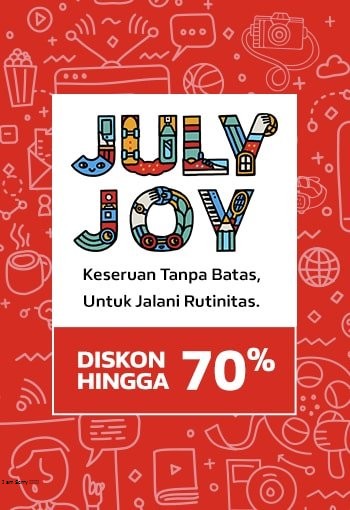 JULY
JOY
Keseruan Tanpa Batas,
Untuk Jalani Rutinitas.
DISKON
HINGGA 70%